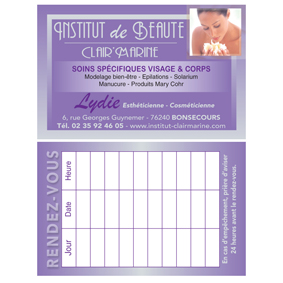 INSTITUT de BEAUTÉ
CLAIR'MARINE
SOINS SPÉCIFIQUES VISAGE & CORPS
Modelage bien-être - Epilations - Solarium
Manucure - Produits Mary Cohr
Lydie Esthéticienne - Cosméticienne
6, rue Georges Guynemer - 76240 BONSECOURS
Tél. 02 35 92 46 05 - www.institut-clairmarine.com
RENDEZ-VOUS
Heure
Date
Jour
En cas d'empêchement, prière d'aviser
24 heures avant le rendez-vous.